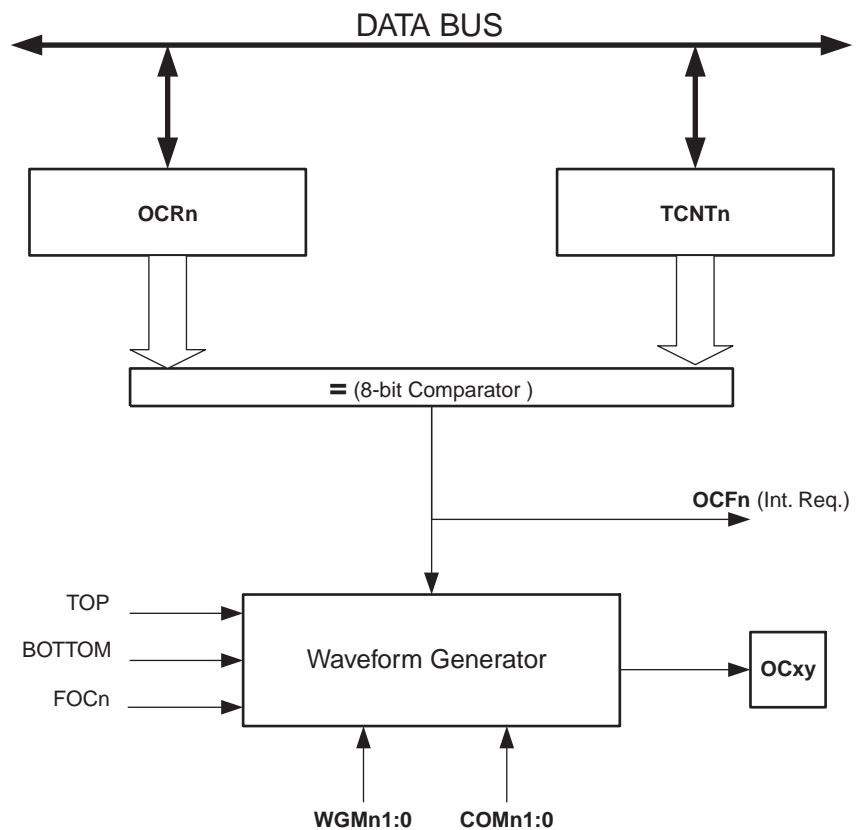 DATA BUS
OCRn
TCNTn
= (8-bit Comparator )
OCFn (Int. Req.)
TOP
BOTTOM
FOCn
Waveform Generator
OCxy
WGMn1:0
COMn1:0